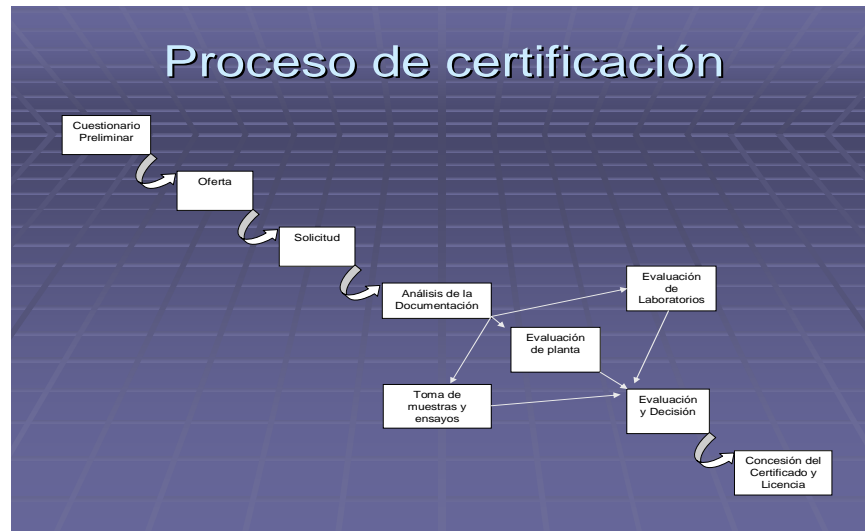 Proceso de certificación
Cuestionario
Preliminar
Oferta
Solicitud
Análisis de la
Documentación
Evaluación
de
Laboratorios
Evaluación
de planta
Toma de
muestras y
ensayos
Evaluación
y Decisión
Concesión del
Certificado y
Licencia